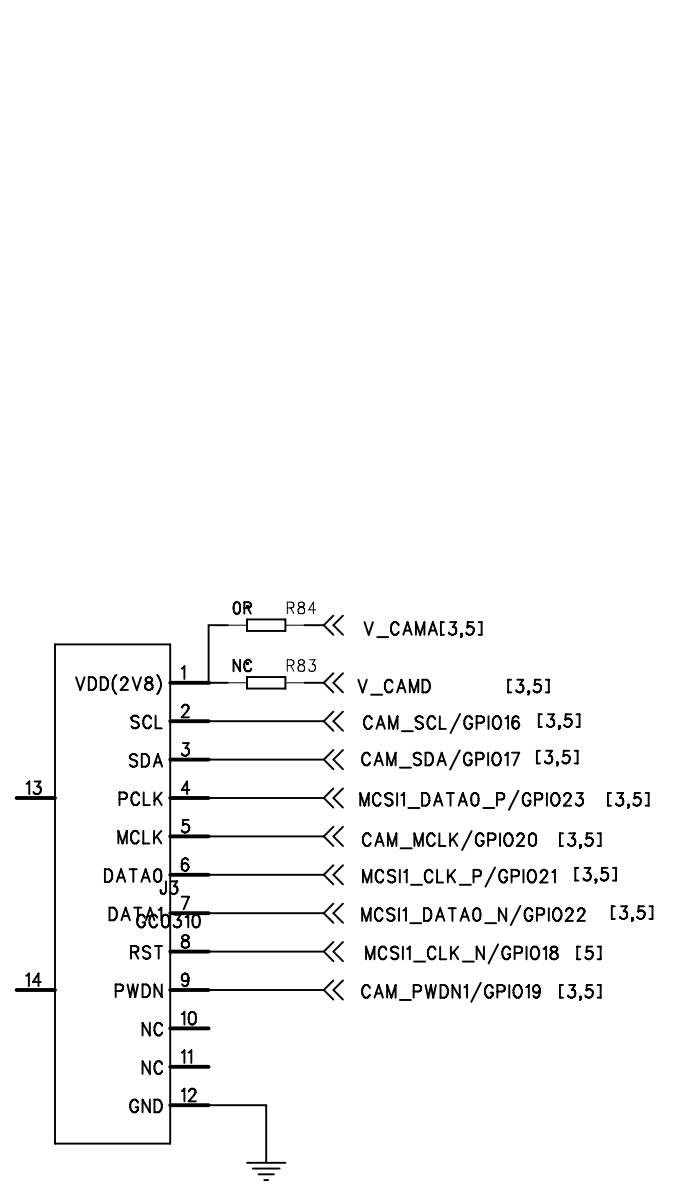 0R R84
V_CAMA[3,5]
NC R83
VDD(2V8) 1 V_CAMD [3,5]
SCL 2 CAM_SCL/GPIO16 [3,5]
SDA 3 CAM_SDA/GPIO17 [3,5]
13 PCLK 4 MCSI1_DATA0_P/GPIO23 [3,5]
MCLK 5 CAM_MCLK/GPIO20 [3,5]
DATA0 6 MCSI1_CLK_P/GPIO21 [3,5]
J3
DATA1 7 MCSI1_DATA0_N/GPIO22 [3,5]
GC0310
RST 8 MCSI1_CLK_N/GPIO18 [5]
14 PWDN 9 CAM_PWDN1/GPIO19 [3,5]
NC 10
NC 11
GND 12